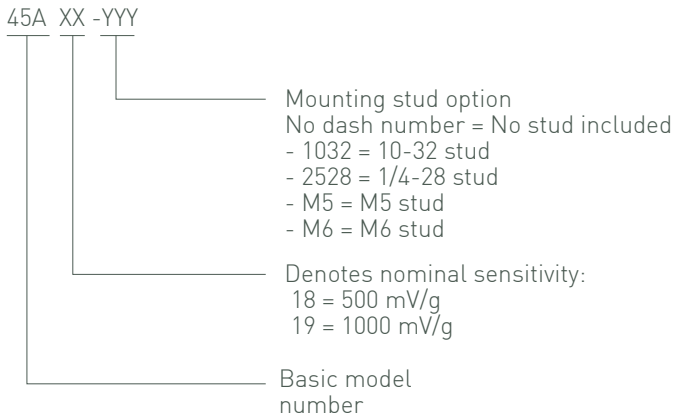 45A XX -YYY
Mounting stud option
No dash number = No stud included
- 1032 = 10-32 stud
- 2528 = 1/4-28 stud
- M5 = M5 stud
- M6 = M6 stud
Denotes nominal sensitivity:
18 = 500 mV/g
19 = 1000 mV/g
Basic model
number